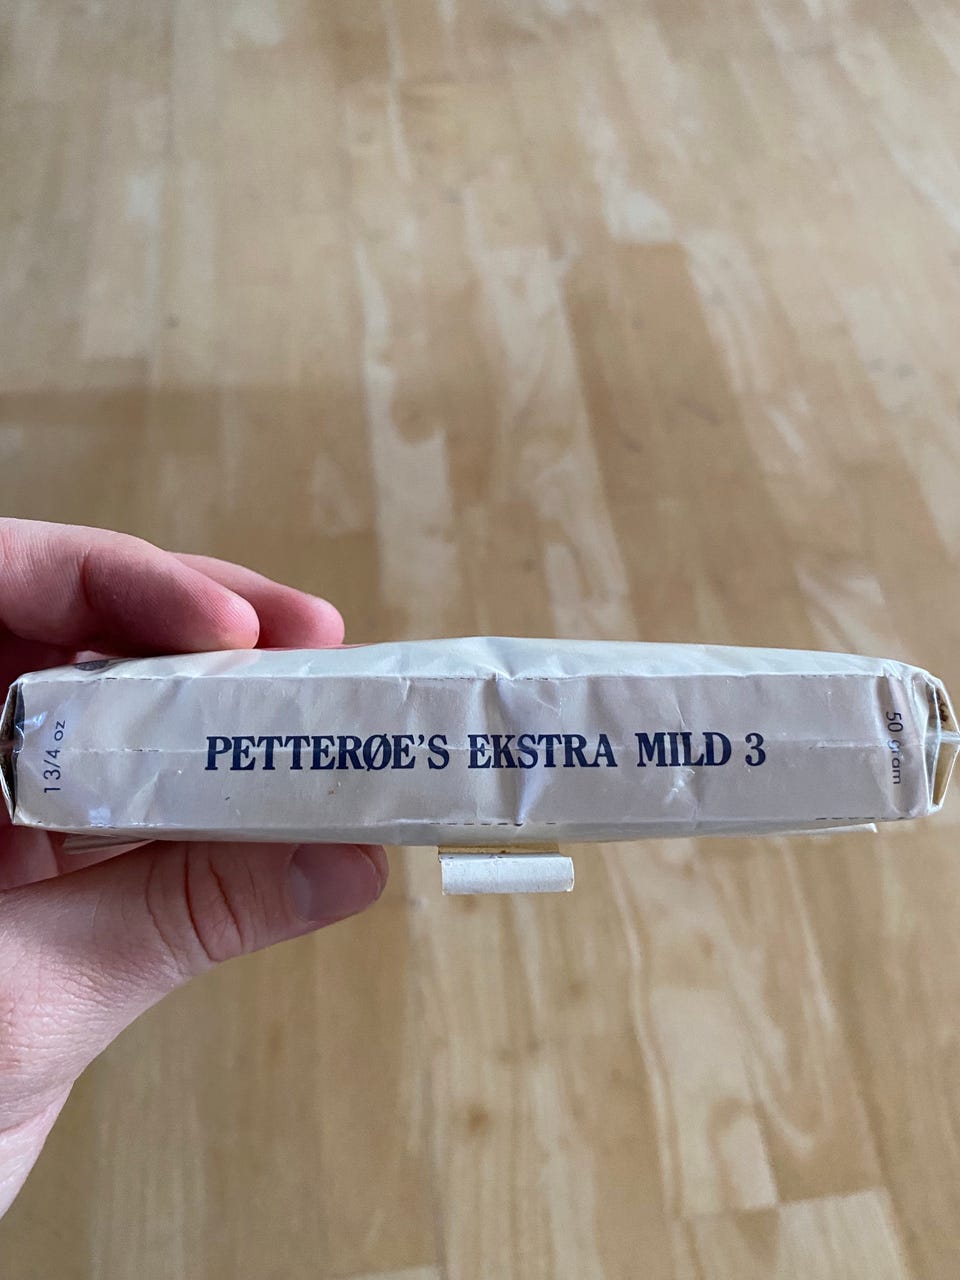 1 3/4 oz
PETTERØE'S EKSTRA MILD 3
50 gram